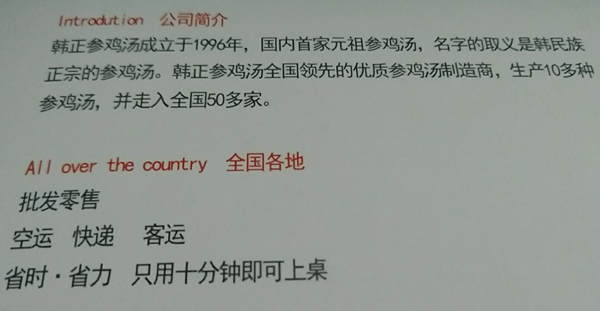 Introdution 公司简介
韩正参鸡汤成立于1996年，国内首家元祖参鸡汤，名字的取义是韩民族
正宗的参鸡汤。韩正参鸡汤全国领先的优质参鸡汤制造商，生产10多种
参鸡汤，并走入全国50多家。
All over the country 全国各地
批发零售
空运 快递 客运
省时·省力 只用十分钟即可上桌